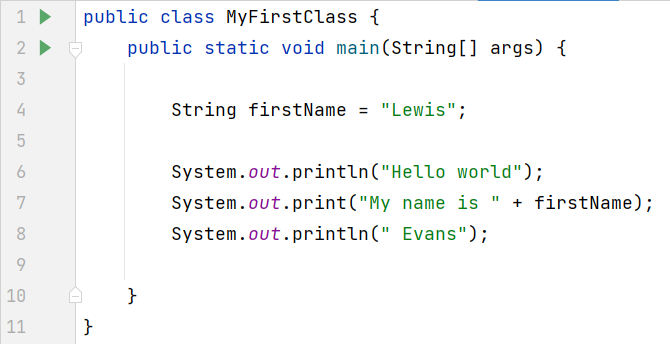 1 public class MyFirstClass {
2 public static void main(String[] args) {
3
4 String firstName = "Lewis";
5
6 System.out.println("Hello world");
7 System.out.print("My name is " + firstName);
8 System.out.println(" Evans");
9
10 }
11 }